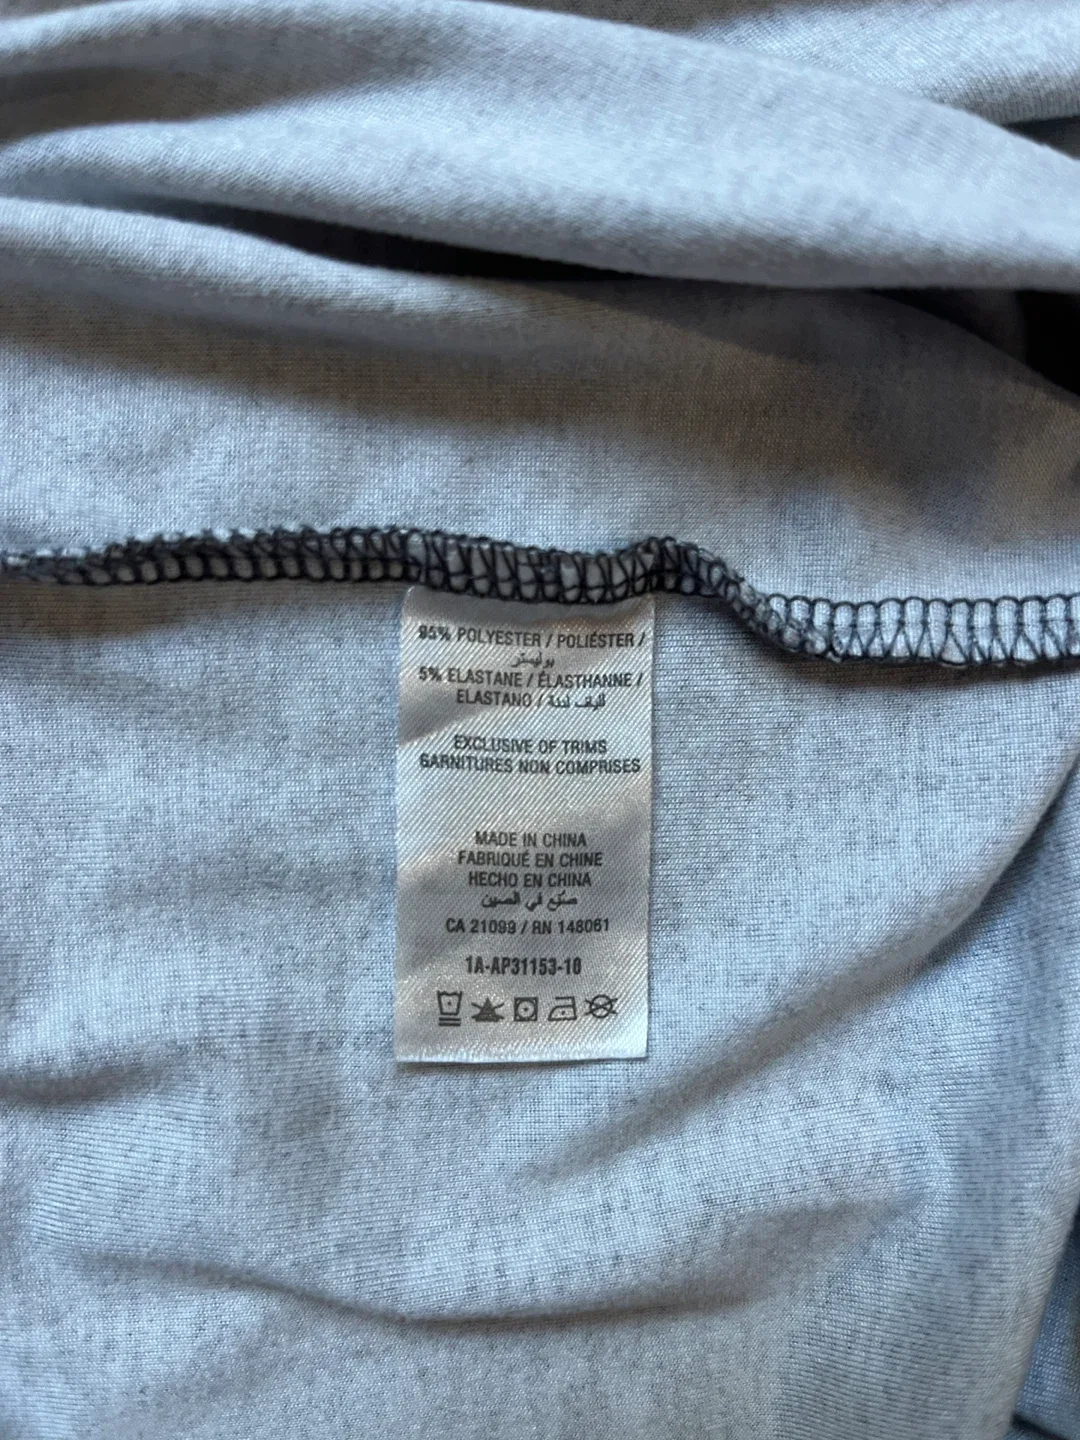 95% POLYESTER / POLIÉSTER /
بوليستر
5% ELASTANE / ÉLASTHANNE /
ELASTANO / ألياف لدنة
EXCLUSIVE OF TRIMS
GARNITURES NON COMPRISES
MADE IN CHINA
FABRIQUÉ EN CHINE
HECHO EN CHINA
صنع في الصين
CA 21099 / RN 148061
1A-AP31153-10